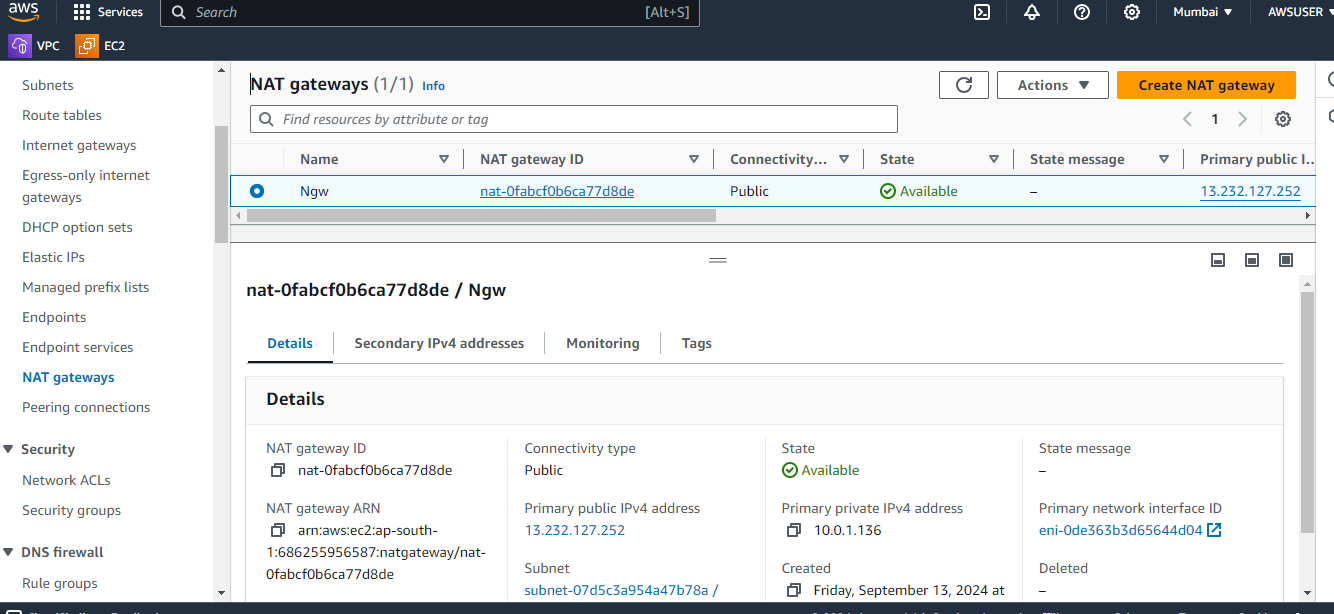 aws Services Search [Alt+S] Mumbai AWSUSER
VPC EC2
Subnets
Route tables
Internet gateways
Egress-only internet
gateways
DHCP option sets
Elastic IPs
Managed prefix lists
Endpoints
Endpoint services
NAT gateways
Peering connections
Security
Network ACLs
Security groups
DNS firewall
Rule groups
NAT gateways (1/1) Info
Actions Create NAT gateway
Find resources by attribute or tag
1
Name NAT gateway ID Connectivity... State State message Primary public I...
Ngw nat-0fabcf0b6ca77d8de Public Available – 13.232.127.252
nat-0fabcf0b6ca77d8de / Ngw
Details Secondary IPv4 addresses Monitoring Tags
Details
NAT gateway ID
nat-0fabcf0b6ca77d8de
NAT gateway ARN
arn:aws:ec2:ap-south-
1:686255956587:natgateway/nat-
0fabcf0b6ca77d8de
Connectivity type
Public
Primary public IPv4 address
13.232.127.252
Subnet
subnet-07d5c3a954a47b78a /
State
Available
Primary private IPv4 address
10.0.1.136
Created
Friday, September 13, 2024 at
State message
–
Primary network interface ID
eni-0de363b3d65644d04
Deleted
–